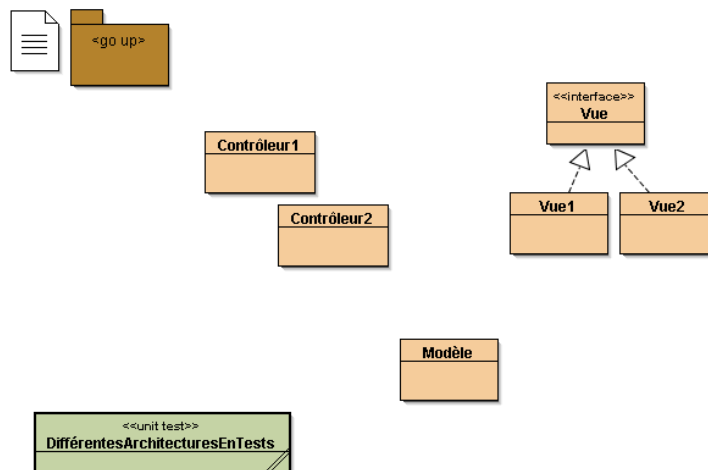 <go up>
<<interface>>
Vue
Contrôleur1
Vue1
Vue2
Contrôleur2
Modèle
<<unit test>>
DifférentesArchitecturesEnTests